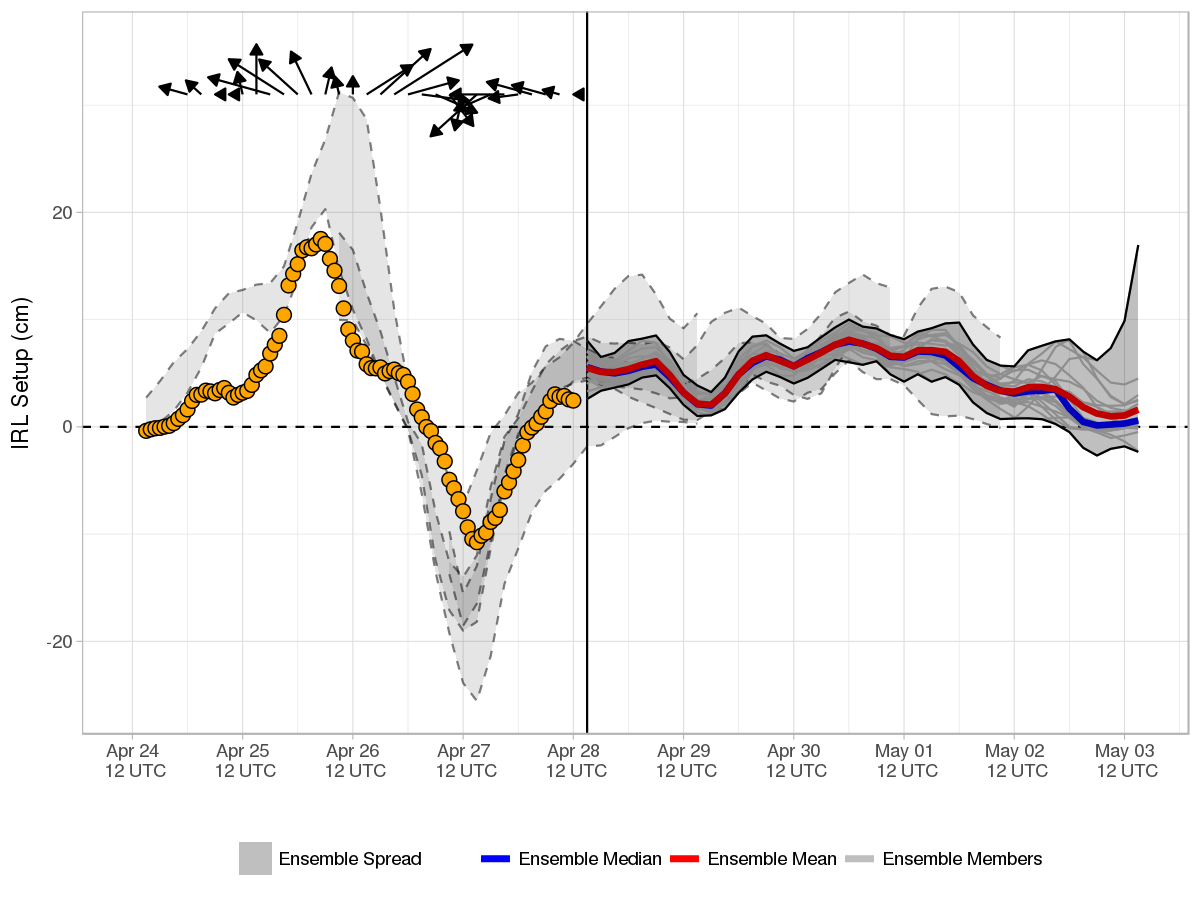 IRL Setup (cm)
20
0
-20
Apr 24 Apr 25 Apr 26 Apr 27 Apr 28 Apr 29 Apr 30 May 01 May 02 May 03
12 UTC 12 UTC 12 UTC 12 UTC 12 UTC 12 UTC 12 UTC 12 UTC 12 UTC 12 UTC
Ensemble Spread Ensemble Median Ensemble Mean Ensemble Members